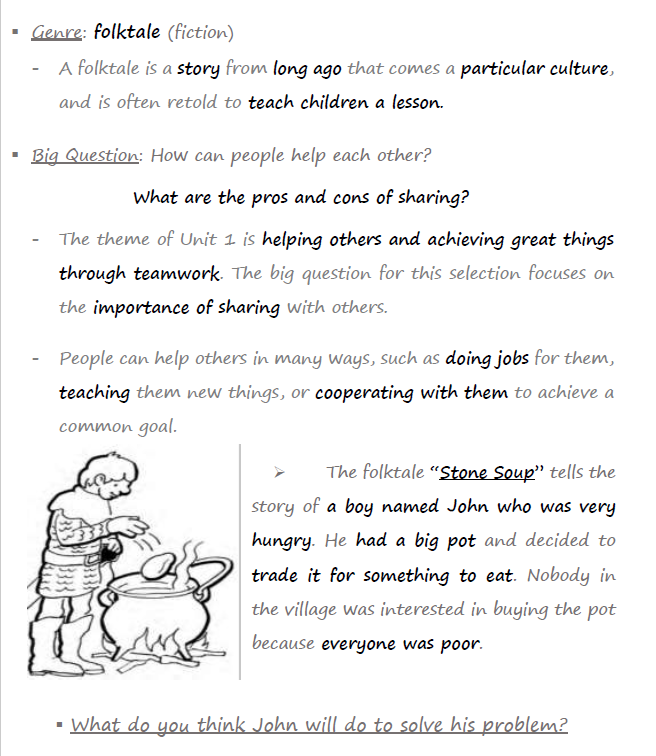 ▪ Genre: folktale (fiction)
- A folktale is a story from long ago that comes a particular culture,
and is often retold to teach children a lesson.
▪ Big Question: How can people help each other?
What are the pros and cons of sharing?
- The theme of Unit 1 is helping others and achieving great things
through teamwork. The big question for this selection focuses on
the importance of sharing with others.
- People can help others in many ways, such as doing jobs for them,
teaching them new things, or cooperating with them to achieve a
common goal.
➢ The folktale “Stone Soup” tells the
story of a boy named John who was very
hungry. He had a big pot and decided to
trade it for something to eat. Nobody in
the village was interested in buying the pot
because everyone was poor.
▪ What do you think John will do to solve his problem?